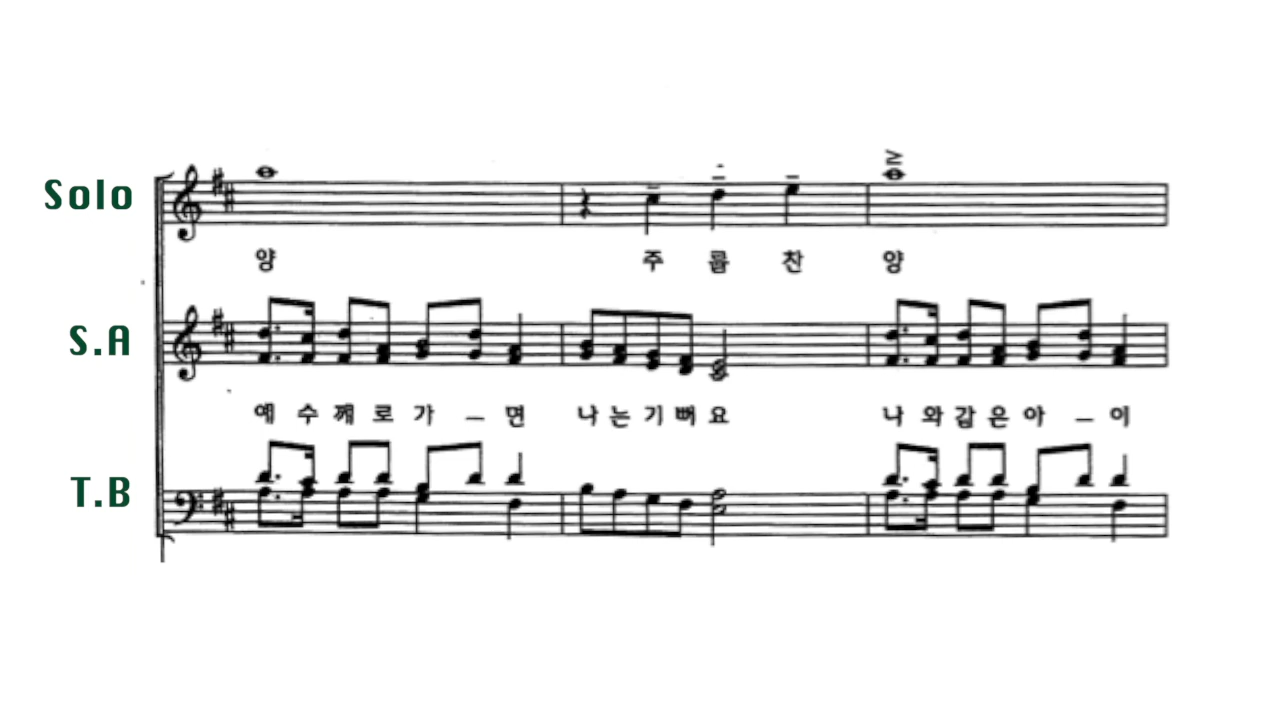 Solo
양 주 름 찬 양
S.A
예 수 께 로 가 – 면 나 는 기 뻐 요 나 와 같 은 아 – 이
T.B